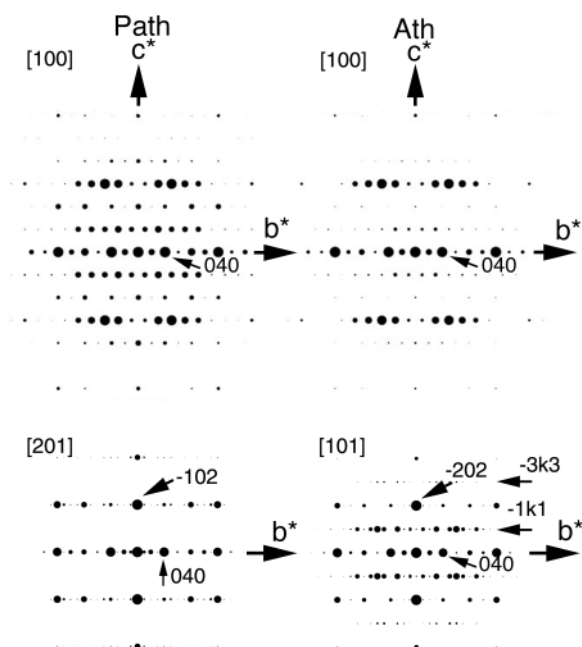 Path
Ath
[100]
c*
[100]
c*
b*
b*
040
040
[201]
[101]
-102
-202
-3k3
-1k1
b*
b*
040
040